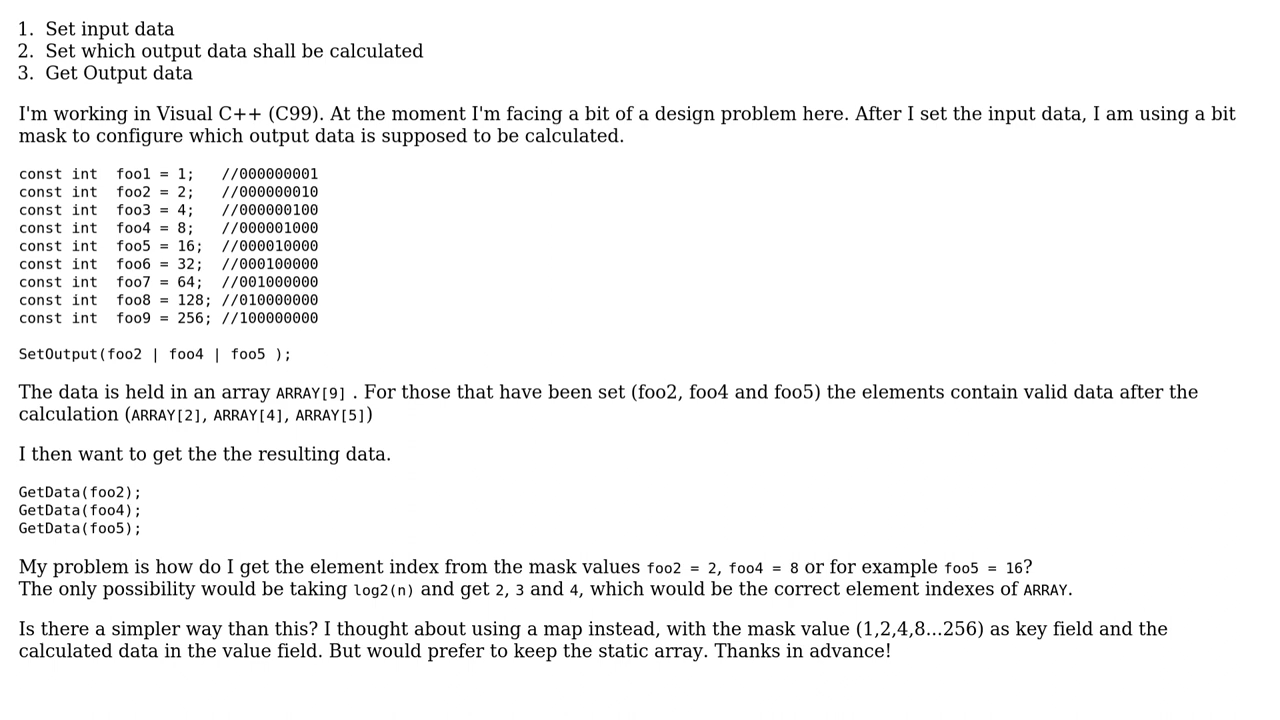 1. Set input data
2. Set which output data shall be calculated
3. Get Output data
I'm working in Visual C++ (C99). At the moment I'm facing a bit of a design problem here. After I set the input data, I am using a bit
mask to configure which output data is supposed to be calculated.
const int  foo1 = 1;   //000000001
const int  foo2 = 2;   //000000010
const int  foo3 = 4;   //000000100
const int  foo4 = 8;   //000001000
const int  foo5 = 16;  //000010000
const int  foo6 = 32;  //000100000
const int  foo7 = 64;  //001000000
const int  foo8 = 128; //010000000
const int  foo9 = 256; //100000000
SetOutput(foo2 | foo4 | foo5 );
The data is held in an array ARRAY[9] . For those that have been set (foo2, foo4 and foo5) the elements contain valid data after the
calculation (ARRAY[2], ARRAY[4], ARRAY[5])
I then want to get the the resulting data.
GetData(foo2);
GetData(foo4);
GetData(foo5);
My problem is how do I get the element index from the mask values foo2 = 2, foo4 = 8 or for example foo5 = 16?
The only possibility would be taking log2(n) and get 2, 3 and 4, which would be the correct element indexes of ARRAY.
Is there a simpler way than this? I thought about using a map instead, with the mask value (1,2,4,8...256) as key field and the
calculated data in the value field. But would prefer to keep the static array. Thanks in advance!